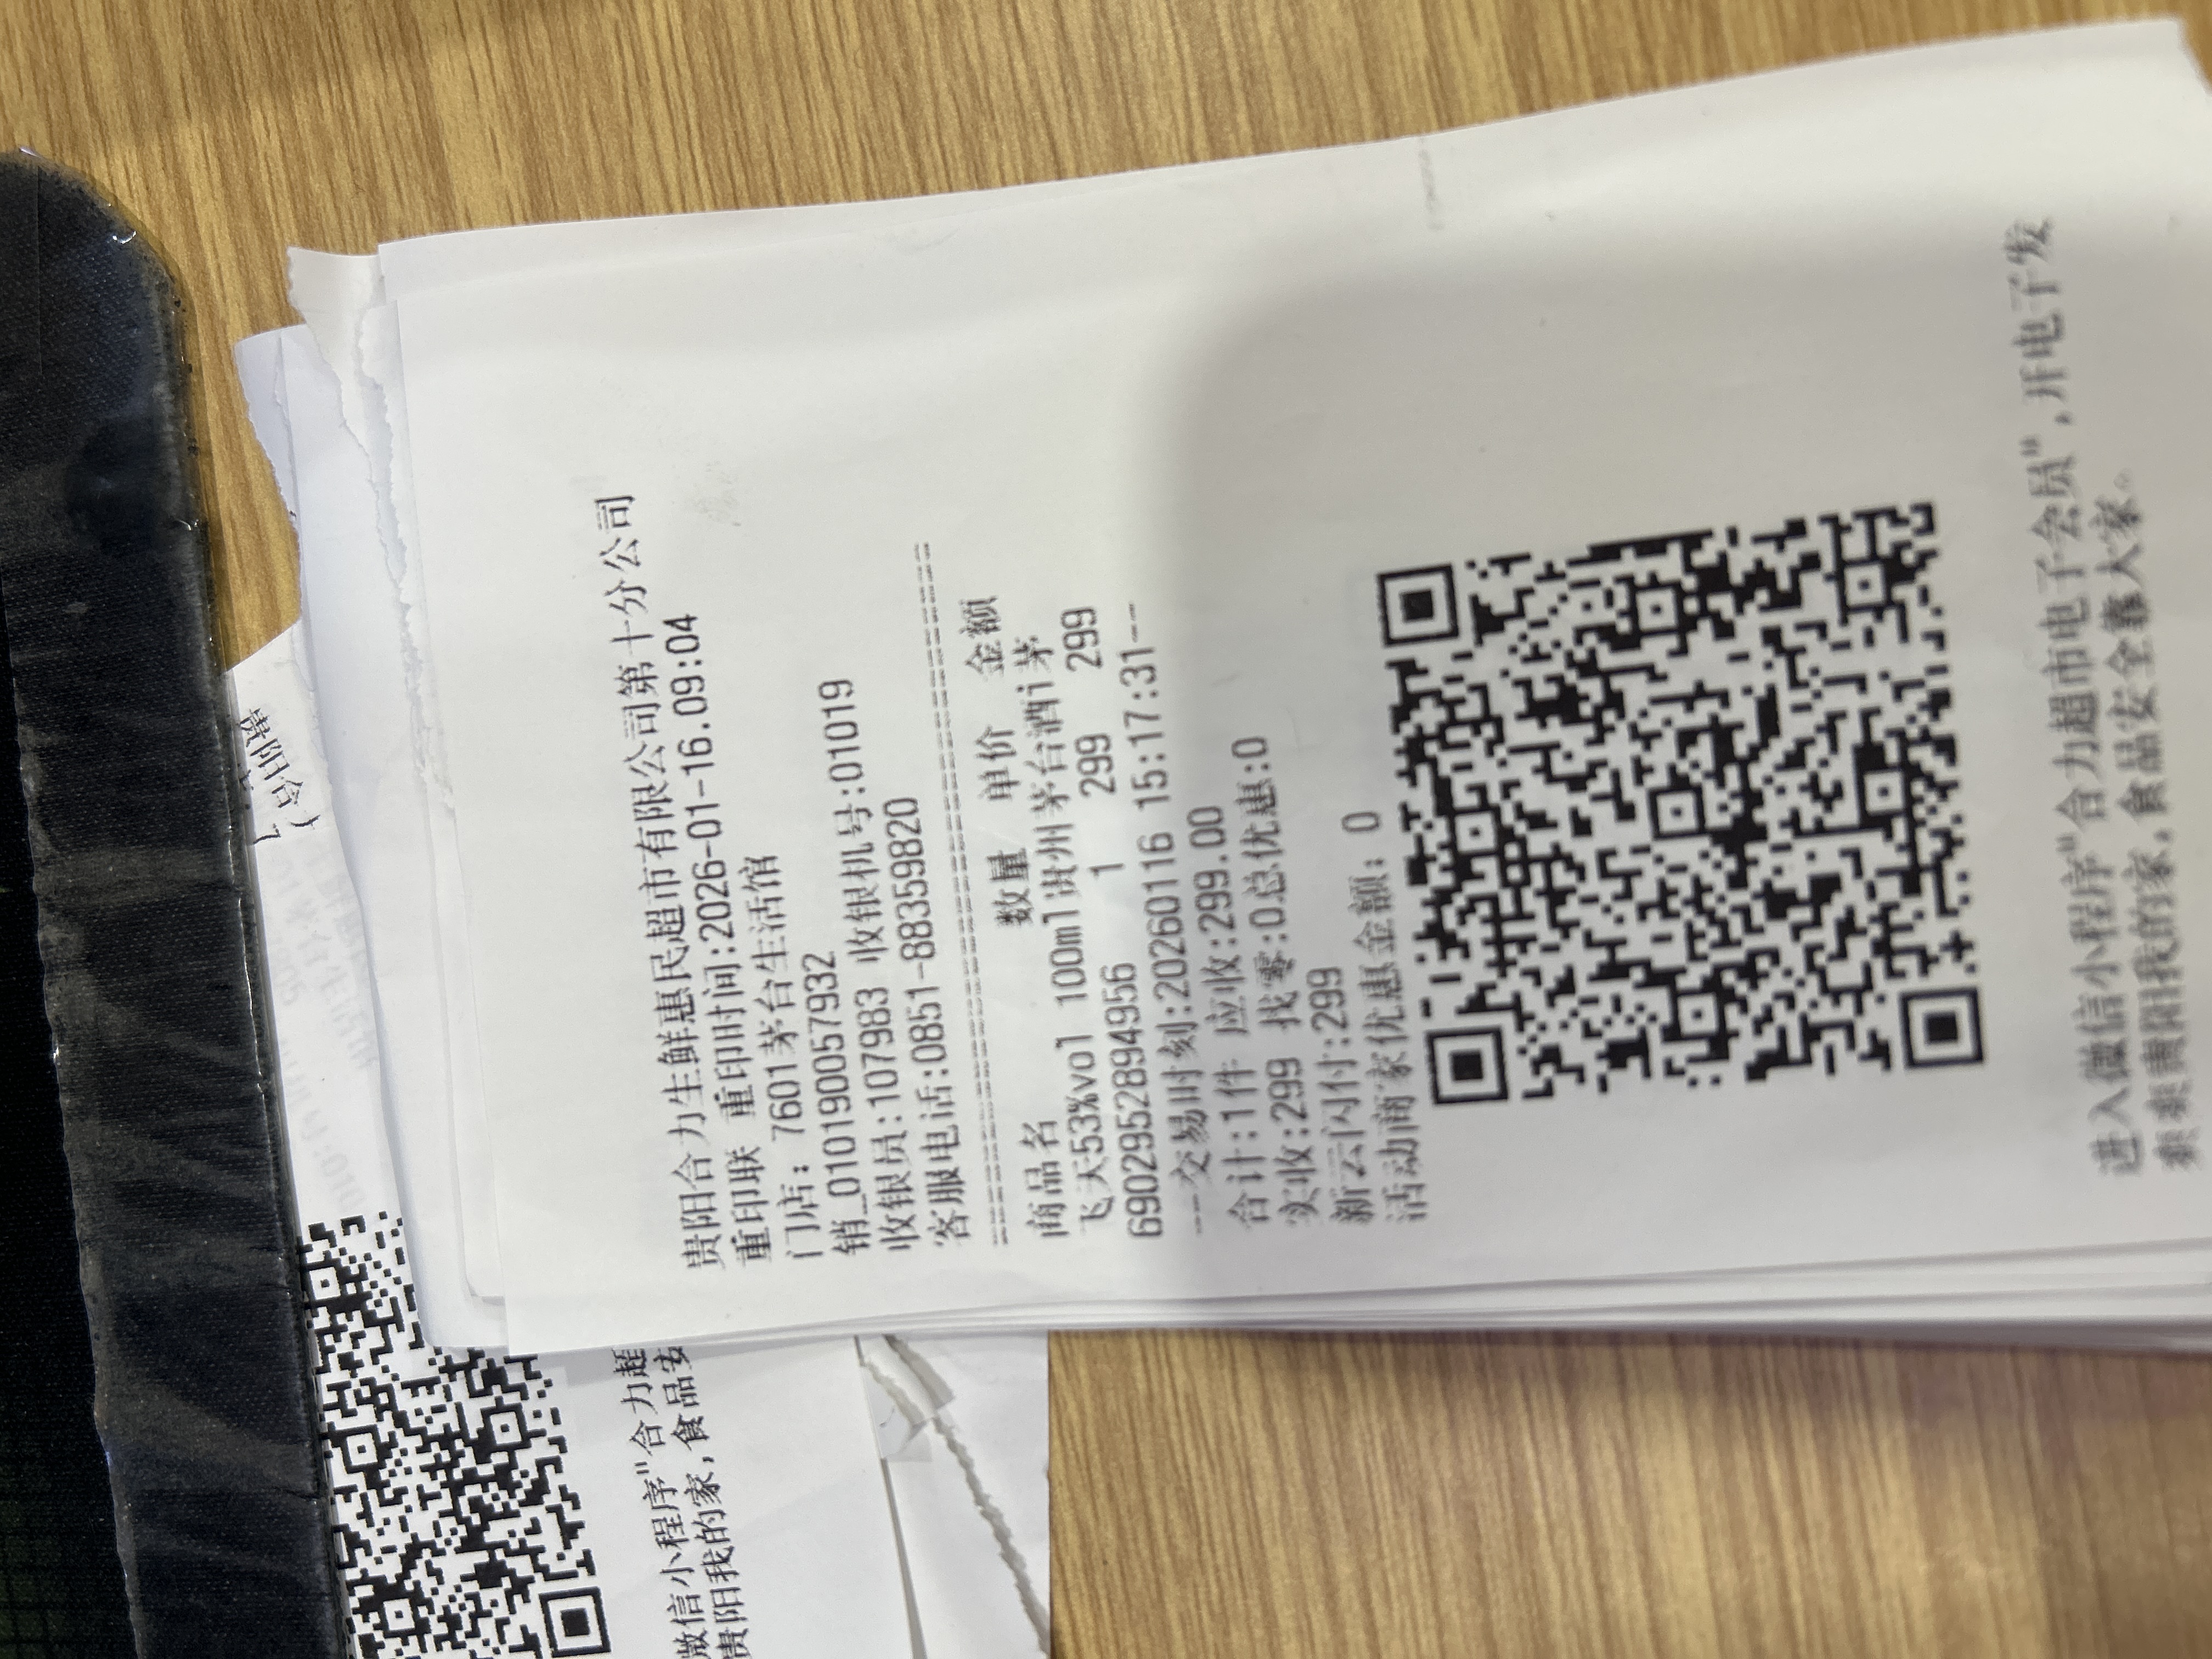 贵阳合力生鲜惠民超市有限公司第十分公司
重印联 重印时间:2026-01-16.09:04
门店: 7601茅台生活馆
销_010190057932
收银员:107983 收银机号:01019
客服电话:0851-88359820
商品名 数量 单价 金额
飞天53%vol 100ml贵州茅台酒i茅
6902952894956 1 299 299
--交易时刻:20260116 15:17:31--
合计:1件 应收:299.00
实收:299 找零:0总优惠:0
新云闪付:299
活动商家优惠金额: 0
进入微信小程序"合力超市电子会员",开电子发
票爽贵阳我的家,食品安全靠大家。
微信小程序"合力超
贵阳我的家,食品安